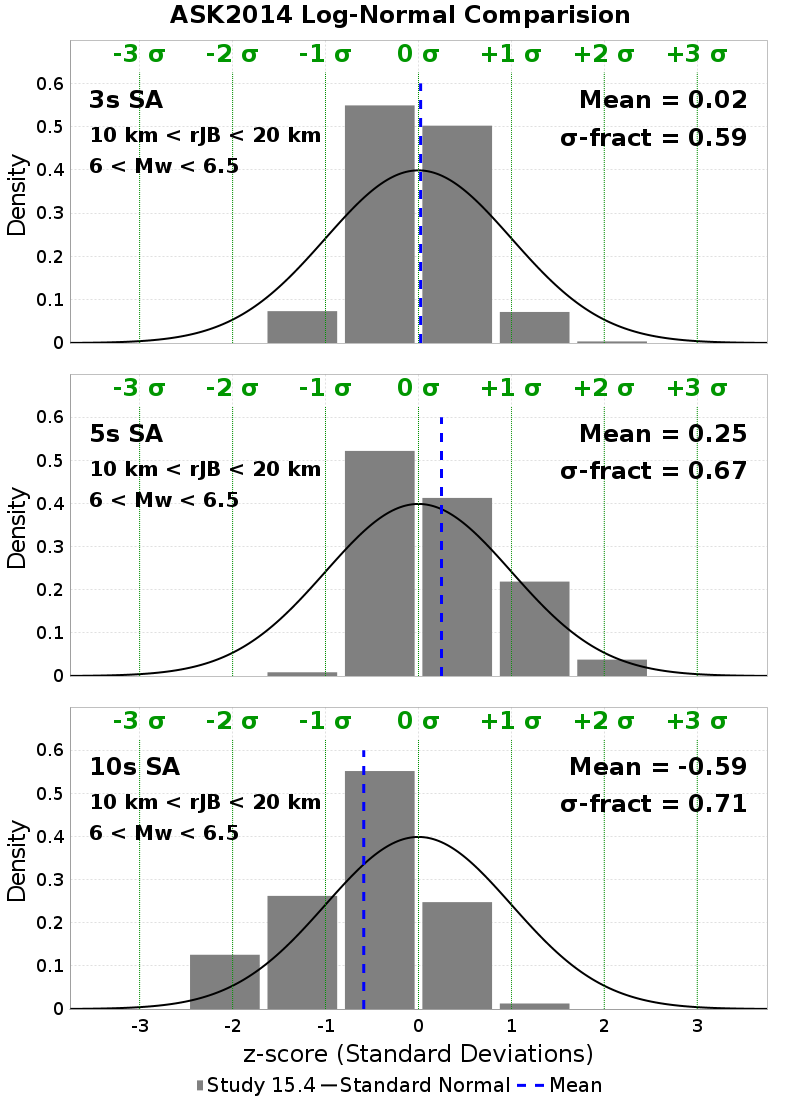 ASK2014 Log-Normal Comparision
-3 σ -2 σ -1 σ 0 σ +1 σ +2 σ +3 σ
0.6
3s SA Mean = 0.02
0.5
10 km < rJB < 20 km σ-fract = 0.59
6 < Mw < 6.5
0.4
Density
0.3
0.2
0.1
0
-3 σ -2 σ -1 σ 0 σ +1 σ +2 σ +3 σ
0.6
5s SA Mean = 0.25
0.5
10 km < rJB < 20 km σ-fract = 0.67
6 < Mw < 6.5
0.4
Density
0.3
0.2
0.1
0
-3 σ -2 σ -1 σ 0 σ +1 σ +2 σ +3 σ
0.6
10s SA Mean = -0.59
0.5
10 km < rJB < 20 km σ-fract = 0.71
6 < Mw < 6.5
0.4
Density
0.3
0.2
0.1
0
-3 -2 -1 0 1 2 3
z-score (Standard Deviations)
Study 15.4 Standard Normal Mean